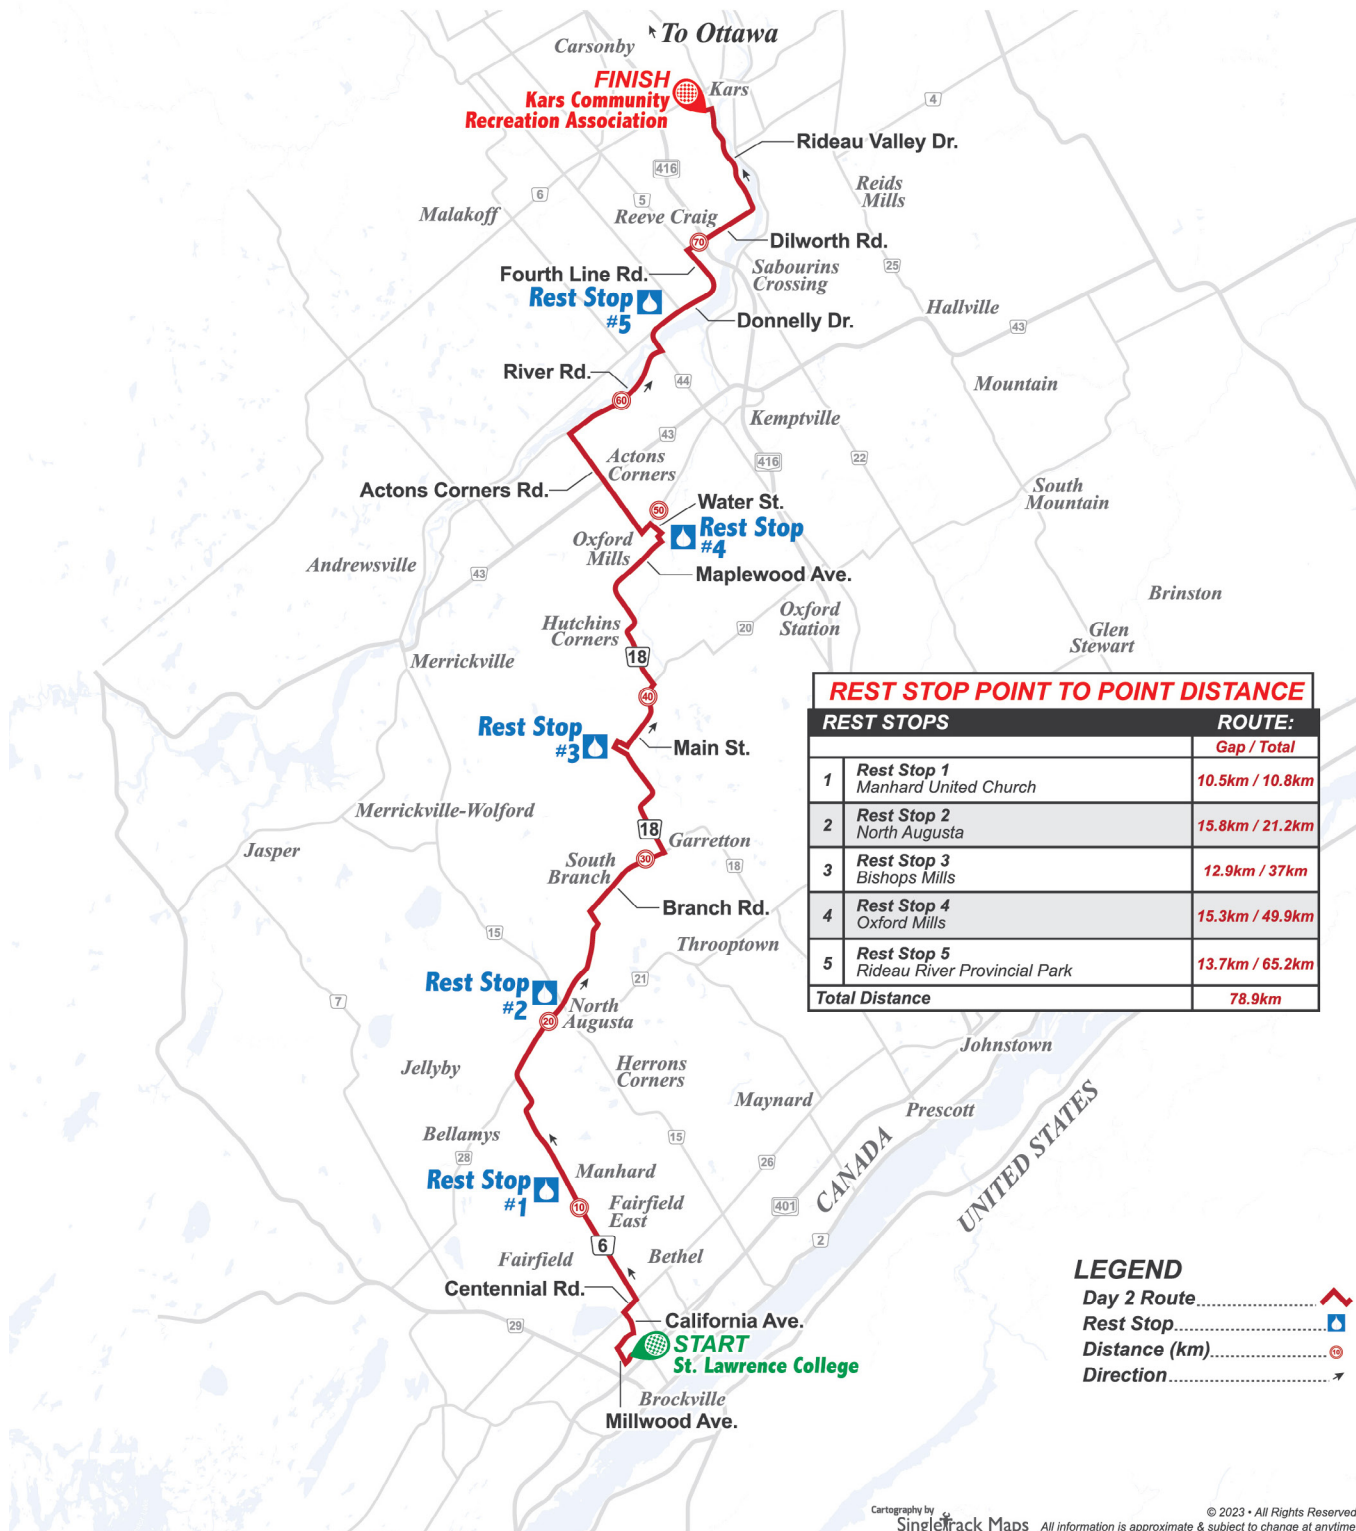 To Ottawa
Carsonby
FINISH
Kars Community
Recreation Association
Kars
4
Rideau Valley Dr.
416
6
5
Reids
Mills
Malakoff
Reeve Craig
70
Dilworth Rd.
Fourth Line Rd.
Sabourins
Crossing
25
Rest Stop
#5
Hallville
Donnelly Dr.
43
River Rd.
44
Mountain
60
Kemptville
43
Actons
Corners
416
22
Actons Corners Rd.
South
Mountain
50
Water St.
Rest Stop
#4
Oxford
Mills
Andrewsville
43
Maplewood Ave.
Brinston
Oxford
Station
Hutchins
Corners
20
Glen
Stewart
18
Merrickville
40
Rest Stop
#3
Main St.
REST STOP POINT TO POINT DISTANCE
REST STOPS ROUTE:
Gap / Total
1 Rest Stop 1
Manhard United Church 10.5km / 10.8km
2 Rest Stop 2
North Augusta 15.8km / 21.2km
3 Rest Stop 3
Bishops Mills 12.9km / 37km
4 Rest Stop 4
Oxford Mills 15.3km / 49.9km
5 Rest Stop 5
Rideau River Provincial Park 13.7km / 65.2km
Total Distance 78.9km
Merrickville-Wolford
18
Garretton
Jasper
30
18
South
Branch
Branch Rd.
15
Throoptown
21
Rest Stop
#2
7
North
Augusta
20
Johnstown
Jellyby
Herrons
Corners
Maynard
Prescott
UNITED STATES
CANADA
Bellamys
28
15
26
Manhard
Rest Stop
#1
10
Fairfield
East
401
2
6
Fairfield
Bethel
Centennial Rd.
29
California Ave.
START
St. Lawrence College
Brockville
Millwood Ave.
LEGEND
Day 2 Route
Rest Stop
Distance (km) 10
Direction
Cartography by
SingleTrack Maps
© 2023 • All Rights Reserved
All information is approximate & subject to change at anytime